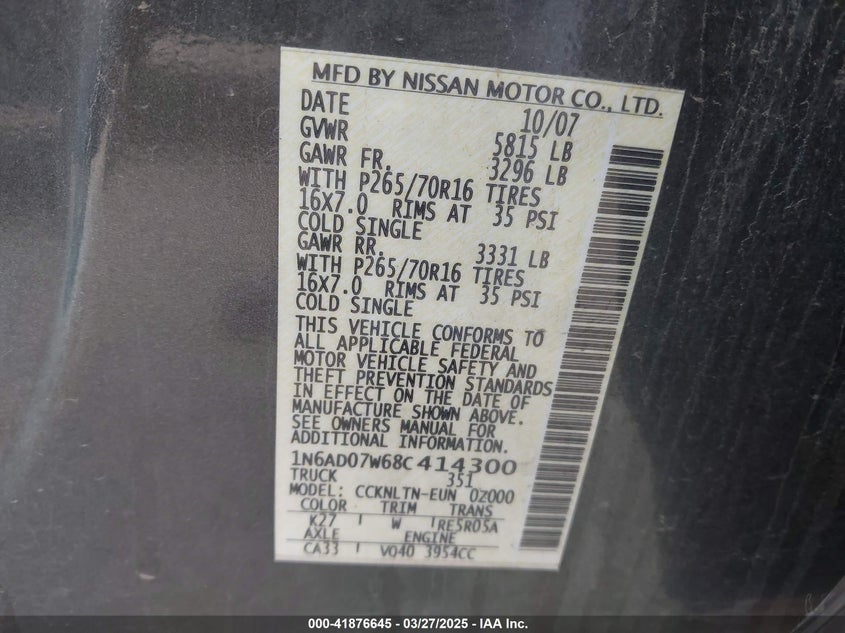 MFD BY NISSAN MOTOR CO., LTD.
DATE 10/07
GVWR 5815 LB
GAWR FR. 3296 LB
WITH P265/70R16 TIRES
16X7.0 RIMS AT 35 PSI
COLD SINGLE
GAWR RR. 3331 LB
WITH P265/70R16 TIRES
16X7.0 RIMS AT 35 PSI
COLD SINGLE
THIS VEHICLE CONFORMS TO
ALL APPLICABLE FEDERAL
MOTOR VEHICLE SAFETY AND
THEFT PREVENTION STANDARDS
IN EFFECT ON THE DATE OF
MANUFACTURE SHOWN ABOVE.
SEE OWNERS MANUAL FOR
ADDITIONAL INFORMATION.
1N6AD07W68C414300
TRUCK 351
MODEL: CCKNLTN-EUN 0Z000
COLOR TRIM TRANS
K27 W RE5R05A
AXLE ENGINE
CA33 VQ40 3954CC
000-41876645 / 03/27/2025 - IAA Inc.